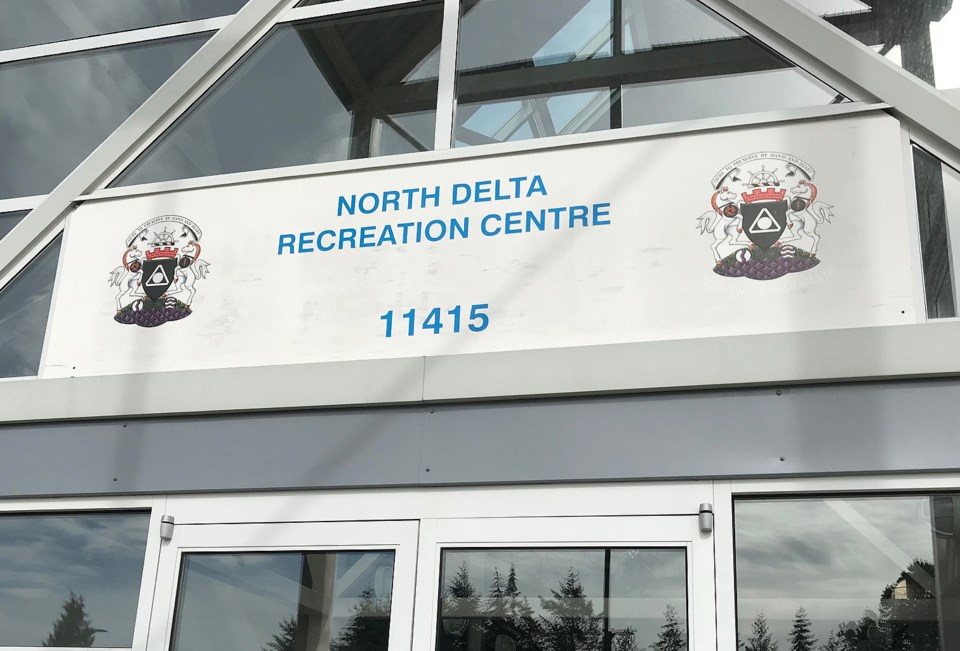 NORTH DELTA
RECREATION CENTRE
11415